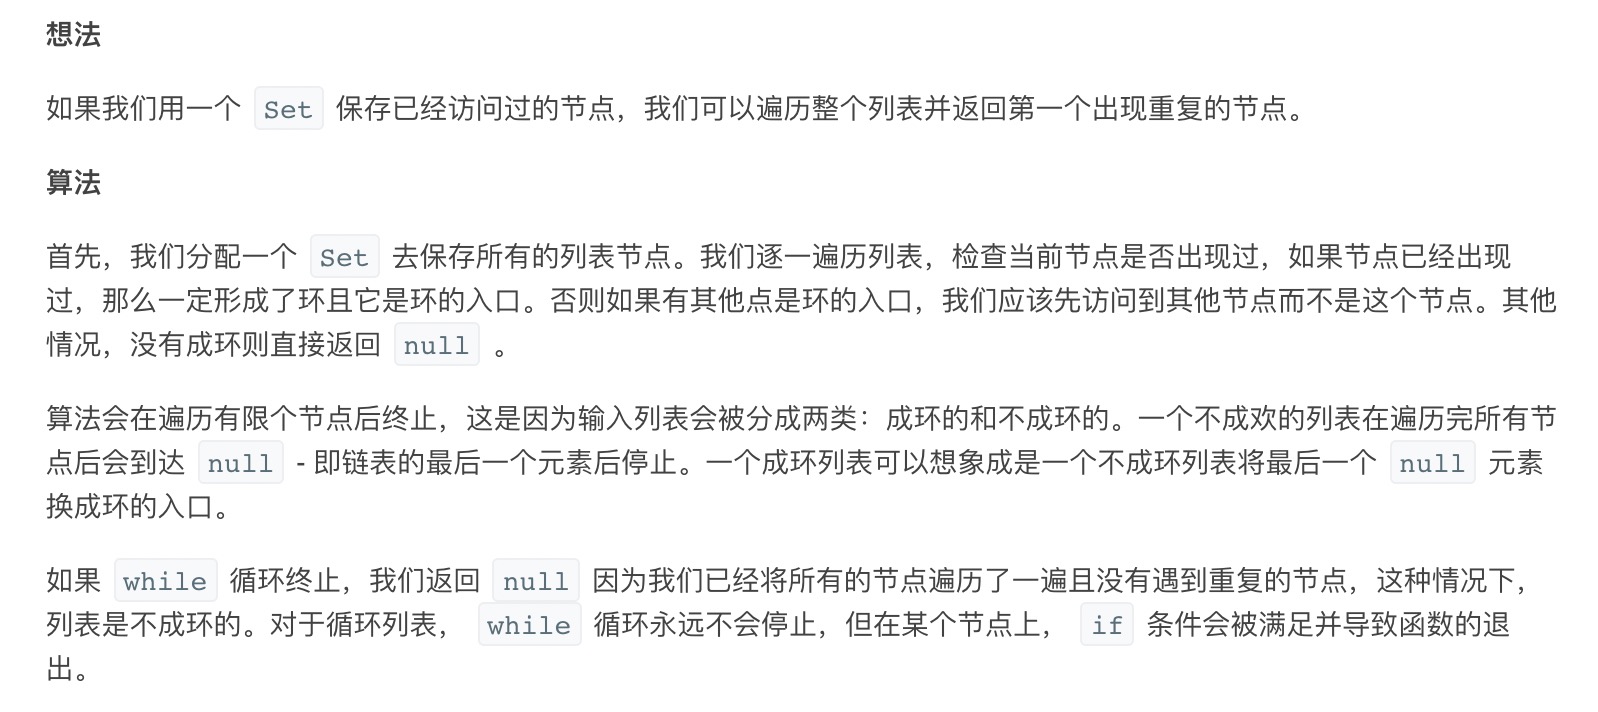 想法
如果我们用一个 Set 保存已经访问过的节点，我们可以遍历整个列表并返回第一个出现重复的节点。
算法
首先，我们分配一个 Set 去保存所有的列表节点。我们逐一遍历列表，检查当前节点是否出现过，如果节点已经出现
过，那么一定形成了环且它是环的入口。否则如果有其他点是环的入口，我们应该先访问到其他节点而不是这个节点。其他
情况，没有成环则直接返回 null 。
算法会在遍历有限个节点后终止，这是因为输入列表会被分成两类：成环的和不成环的。一个不成欢的列表在遍历完所有节
点后会到达 null - 即链表的最后一个元素后停止。一个成环列表可以想象成是一个不成环列表将最后一个 null 元素
换成环的入口。
如果 while 循环终止，我们返回 null 因为我们已经将所有的节点遍历了一遍且没有遇到重复的节点，这种情况下，
列表是不成环的。对于循环列表， while 循环永远不会停止，但在某个节点上， if 条件会被满足并导致函数的退
出。